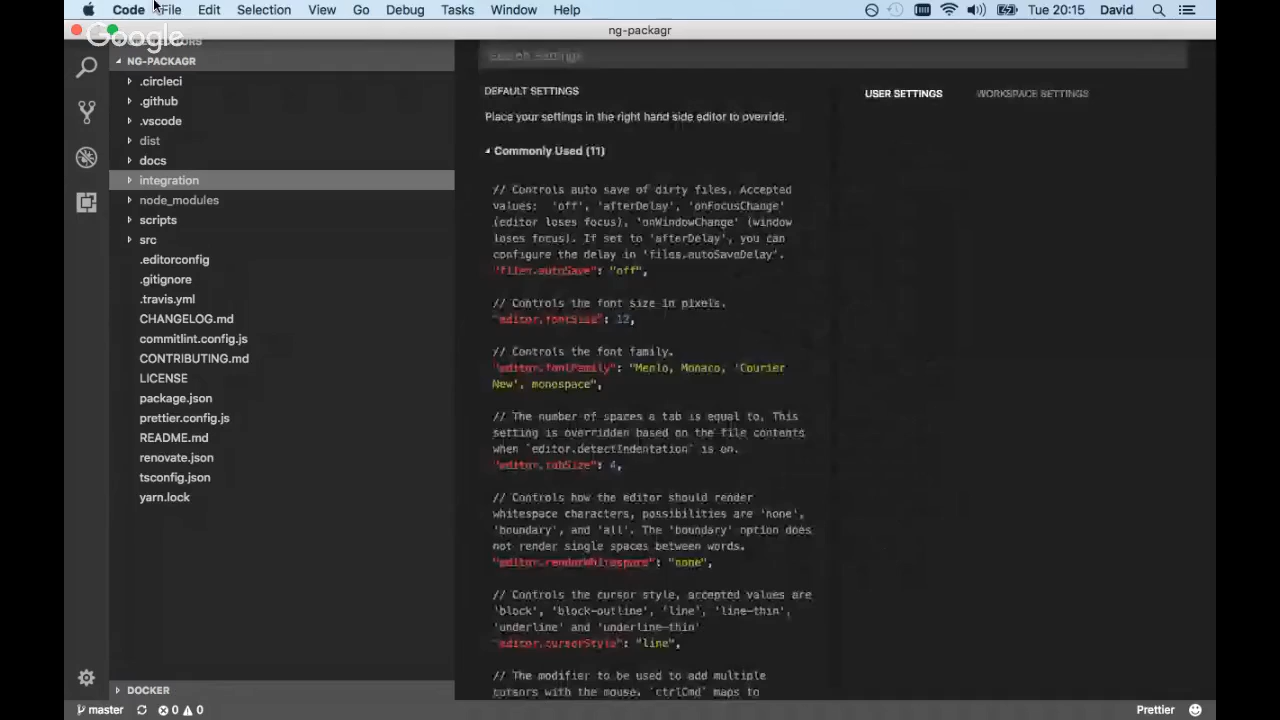 Code File Edit Selection View Go Debug Tasks Window Help Tue 20:15 David
ng-packagr
Google
NG-PACKAGR
.circleci
.github
.vscode
dist
docs
integration
node_modules
scripts
src
.editorconfig
.gitignore
.travis.yml
CHANGELOG.md
commitlint.config.js
CONTRIBUTING.md
LICENSE
package.json
prettier.config.js
README.md
renovate.json
tsconfig.json
yarn.lock
DOCKER
Search Settings
DEFAULT SETTINGS
Place your settings in the right hand side editor to override.
Commonly Used (11)
// Controls auto save of dirty files. Accepted
values:  'off', 'afterDelay', 'onFocusChange'
(editor loses focus), 'onWindowChange' (window
loses focus). If set to 'afterDelay', you can
configure the delay in 'files.autoSaveDelay'.
"files.autoSave": "off",
// Controls the font size in pixels.
"editor.fontSize": 12,
// Controls the font family.
"editor.fontFamily": "Menlo, Monaco, 'Courier
New', monospace",
// The number of spaces a tab is equal to. This
setting is overridden based on the file contents
when `editor.detectIndentation` is on.
"editor.tabSize": 4,
// Controls how the editor should render
whitespace characters, possibilities are 'none',
'boundary', and 'all'. The 'boundary' option does
not render single spaces between words.
"editor.renderWhitespace": "none",
// Controls the cursor style, accepted values are
'block', 'block-outline', 'line', 'line-thin',
'underline' and 'underline-thin'
"editor.cursorStyle": "line",
// The modifier to be used to add multiple
cursors with the mouse. `ctrlCmd` maps to
USER SETTINGS WORKSPACE SETTINGS
master 0 0 Prettier